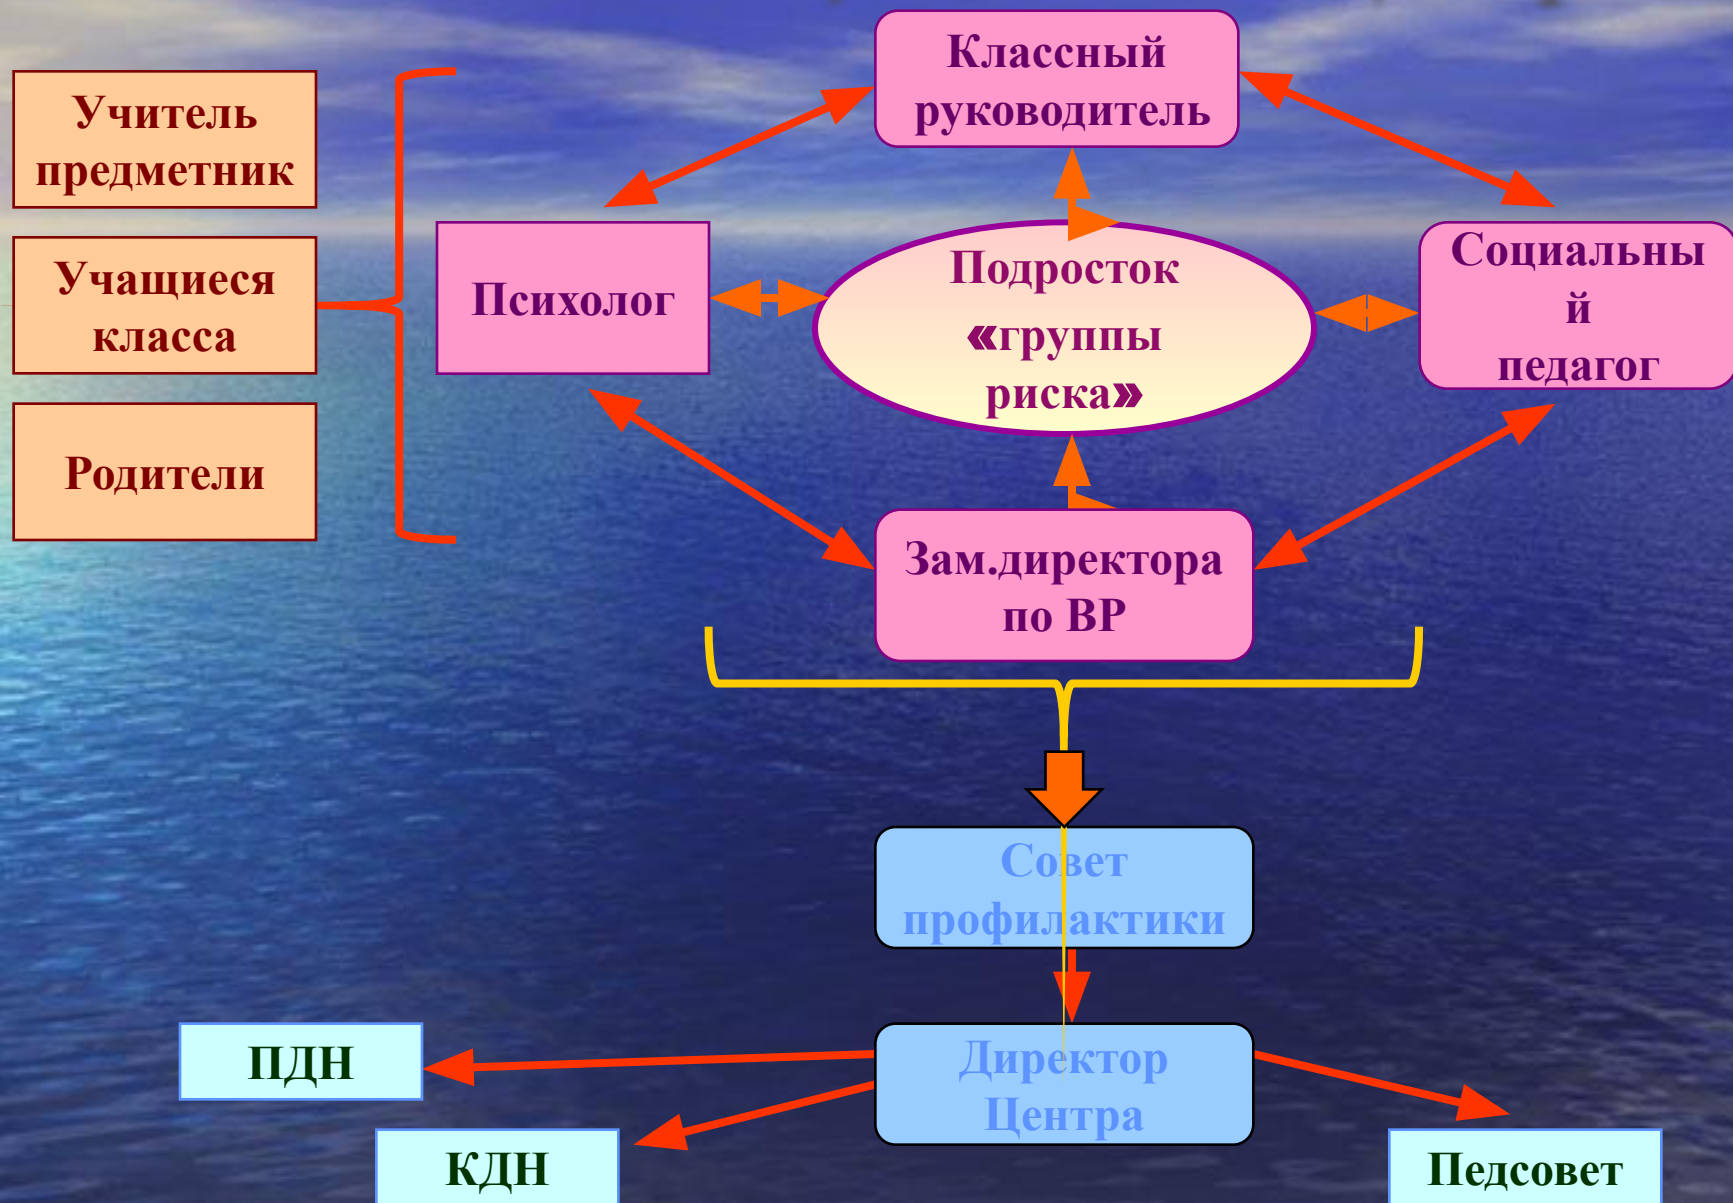 Классный
руководитель
Учитель
предметник
Учащиеся
класса
Родители
Психолог
Подросток
«группы
риска»
Социальны
й
педагог
Зам.директора
по ВР
Совет
профилактики
Директор
Центра
ПДН
КДН
Педсовет